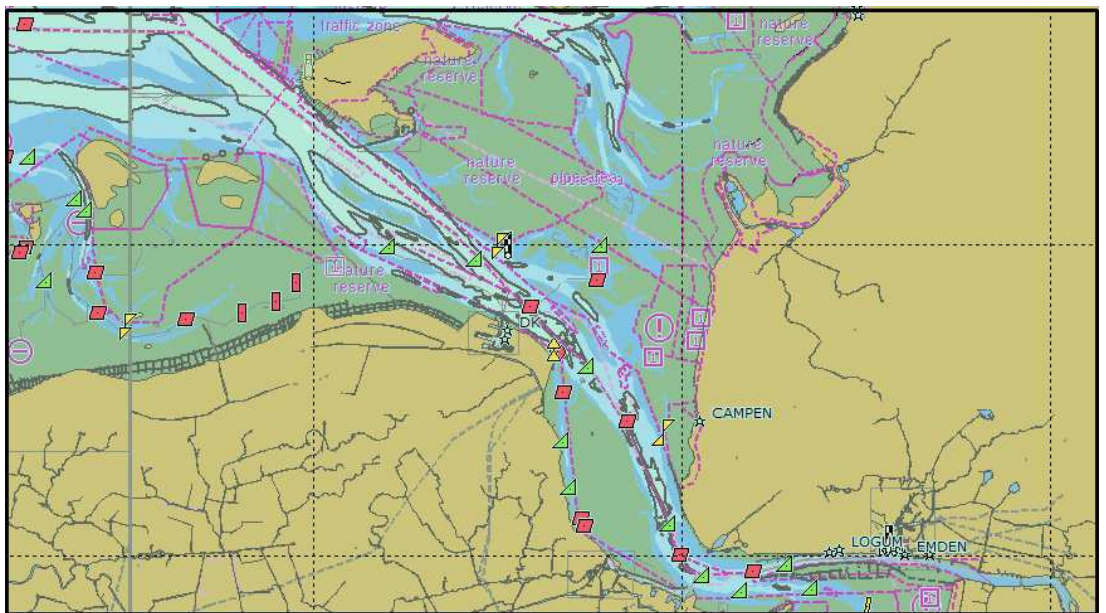 traffic zone
nature
reserve
nature
reserve
nature
reserve
nature
reserve
nature
reserve
DK
CAMPEN
LOGUM
EMDEN